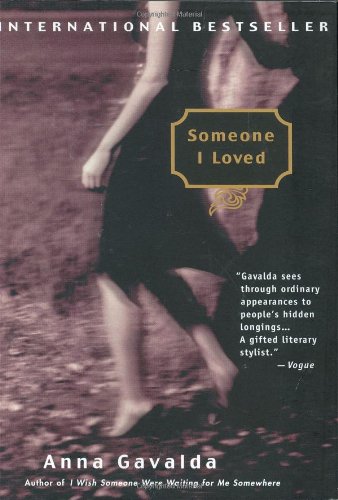 INTERNATIONAL BESTSELLER
Someone
I Loved
"Gavalda sees
through ordinary
appearances to
people's hidden
longings...
A gifted literary
stylist."
—Vogue
Anna Gavalda
Author of I Wish Someone Were Waiting for Me Somewhere